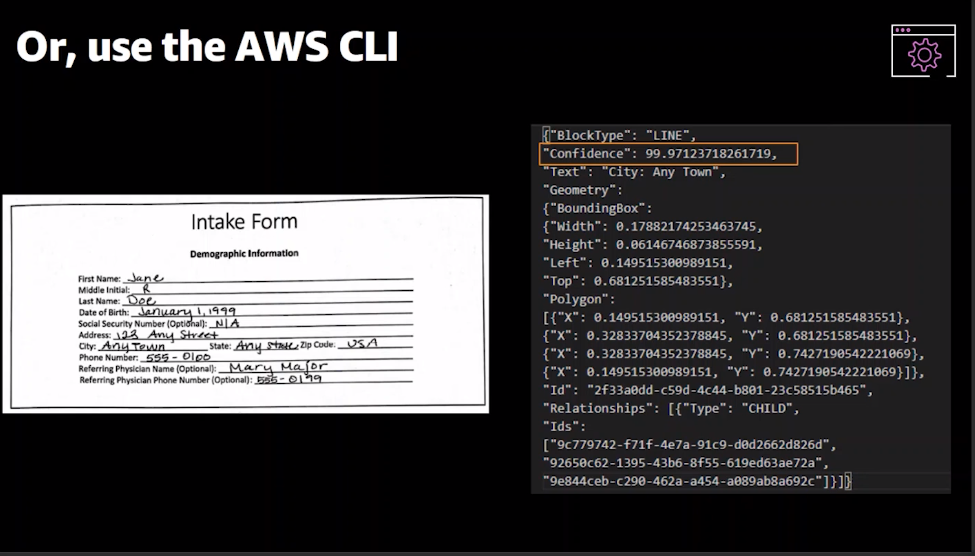 Or, use the AWS CLI
Intake Form
Demographic Information
First Name: Jane
Middle Initial: R
Last Name: Doe
Date of Birth: January 1, 1999
Social Security Number (Optional): N/A
Address: 123 Any Street
City: Any Town State: Any State Zip Code: USA
Phone Number: 555-0100
Referring Physician Name (Optional): Mary Major
Referring Physician Phone Number (Optional): 555-0199
{"BlockType": "LINE",
"Confidence": 99.97123718261719,
"Text": "City: Any Town",
"Geometry":
{"BoundingBox":
{"Width": 0.17882174253463745,
"Height": 0.06146746873855591,
"Left": 0.149515300989151,
"Top": 0.681251585483551},
"Polygon":
[{"X": 0.149515300989151, "Y": 0.681251585483551},
{"X": 0.32833704352378845, "Y": 0.681251585483551},
{"X": 0.32833704352378845, "Y": 0.7427190542221069},
{"X": 0.149515300989151, "Y": 0.7427190542221069}]},
"Id": "2f33a0dd-c59d-4c44-b801-23c58515b465",
"Relationships": [{"Type": "CHILD",
"Ids":
["9c779742-f71f-4e7a-91c9-d0d2662d826d",
"92650c62-1395-43b6-8f55-619ed63ae72a",
"9e844ceb-c290-462a-a454-a089ab8a692c"]}]}